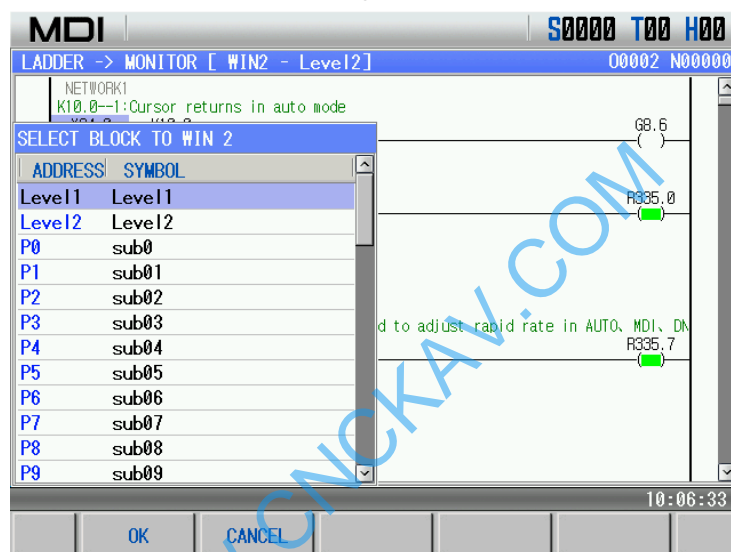 MDI S0000 T00 H00
LADDER -> MONITOR [ WIN2 - Level2] O0002 N00000
NETWORK1
K10.0--1:Cursor returns in auto mode
G8.6
SELECT BLOCK TO WIN 2
ADDRESS SYMBOL
Level1 Level1
R335.0
Level2 Level2
P0 sub0
P1 sub01
P2 sub02
P3 sub03
d to adjust rapid rate in AUTO、MDI、DN
P4 sub04
R335.7
P5 sub05
P6 sub06
P7 sub07
P8 sub08
P9 sub09
10:06:33
OK CANCEL
.CNCKAV.COM